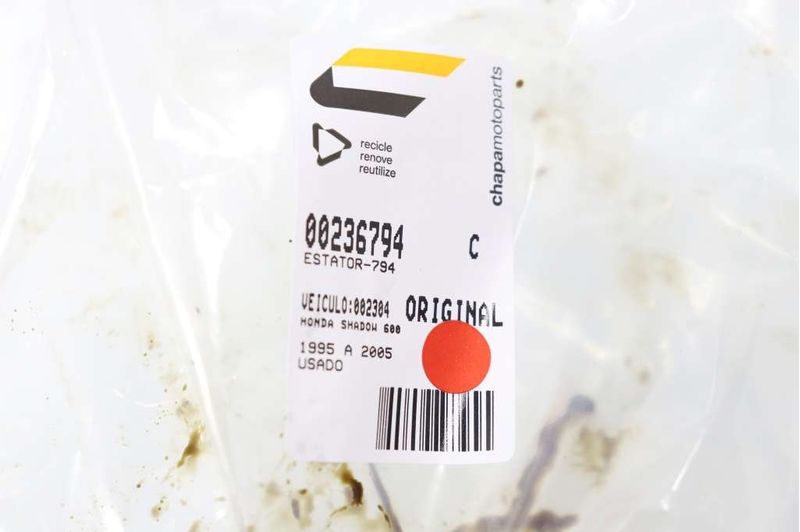 chapamotoparts
recicle
renove
reutilize
00236794 C
ESTATOR-794
VEICULO:002304 ORIGINAL
HONDA SHADOW 600
1995 A 2005
USADO